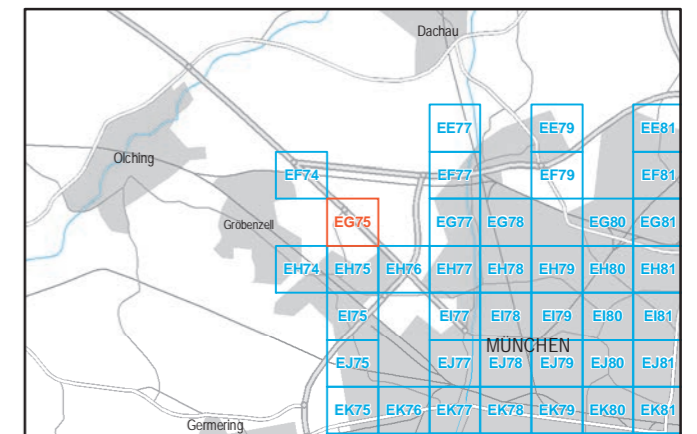 Dachau
EE77 EE79 EE81
Olching
EF74 EF77 EF79 EF81
Gröbenzell EG75 EG77 EG78 EG80 EG81
EH74 EH75 EH76 EH77 EH78 EH79 EH80 EH81
EI75 EI77 EI78 EI79 EI80 EI81
MÜNCHEN
EJ75 EJ77 EJ78 EJ79 EJ80 EJ81
EK75 EK76 EK77 EK78 EK79 EK80 EK81
Germering